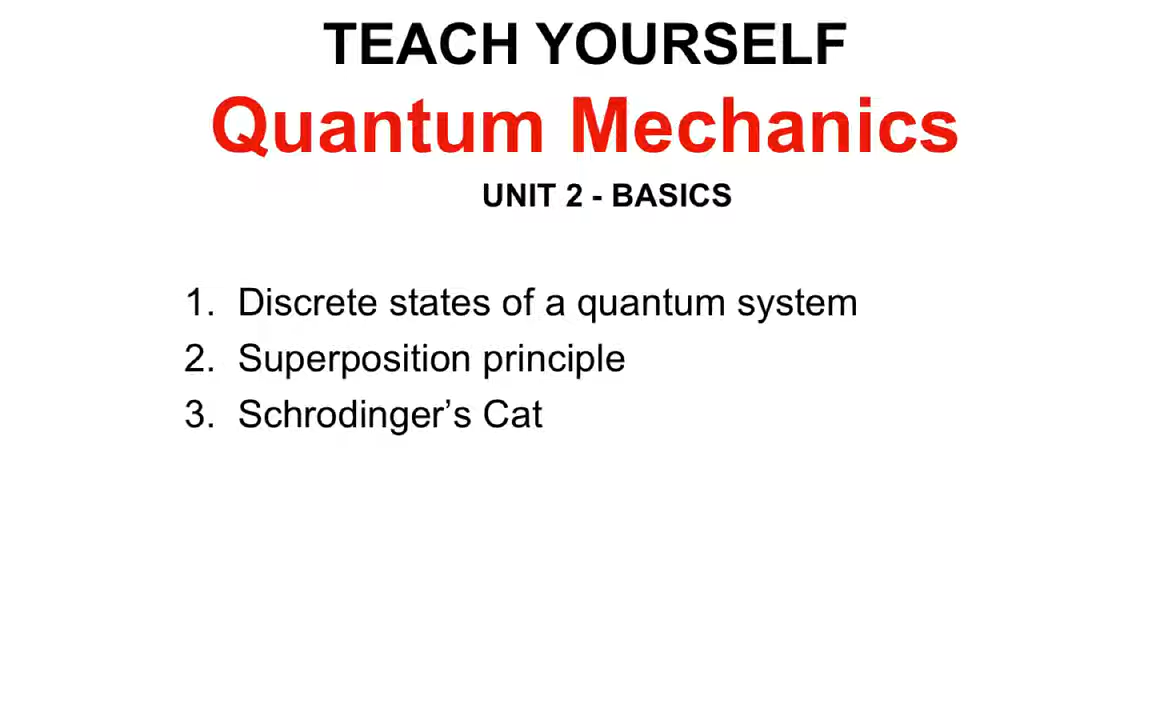 TEACH YOURSELF
Quantum Mechanics
UNIT 2 - BASICS
1. Discrete states of a quantum system
2. Superposition principle
3. Schrodinger’s Cat